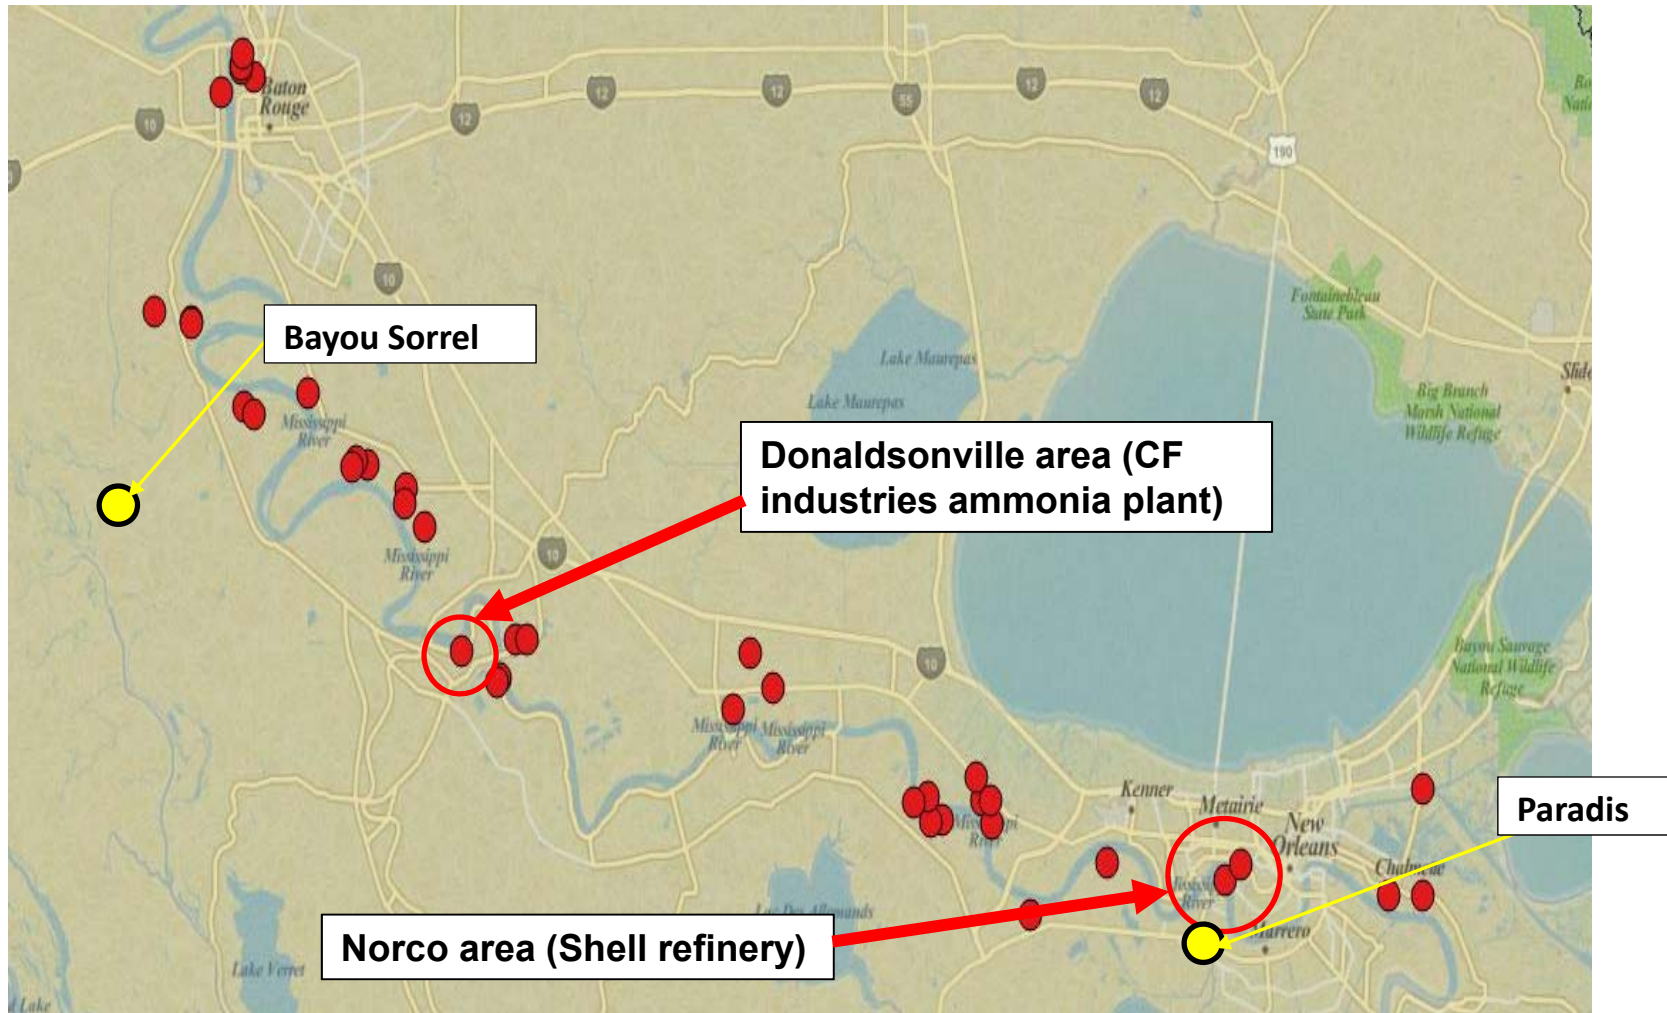 Baton
Rouge
10
12
12
12
55
12
12
190
10
Bayou Sorrel
Fontainebleau
State Park
Lake Maurepas
Lake Maurepas
Big Branch
Marsh National
Wildlife Refuge
Mississippi
River
Donaldsonville area (CF
industries ammonia plant)
Mississippi
River
10
10
Bayou Sauvage
National Wildlife
Refuge
Mississippi
River
Mississippi
River
Kenner
Metairie
New
Orleans
Paradis
River
Chalmette
River
Lac Des Allemands
Norco area (Shell refinery)
Marrero
Lake Verret
Lake